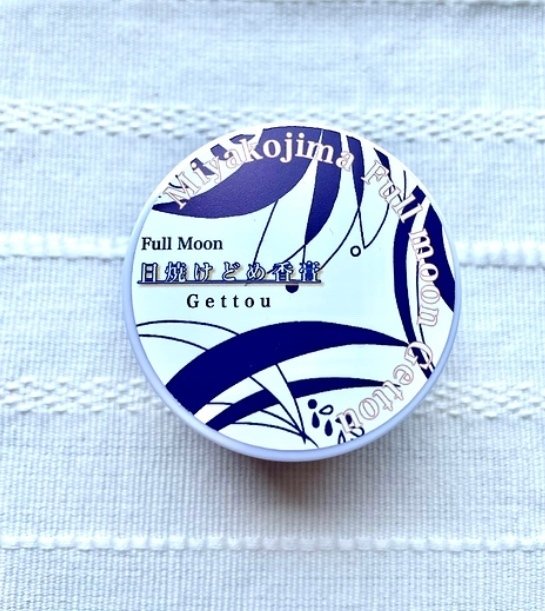 Miyakojima Full moon Gettou
Full Moon
日焼けどめ香膏
Gettou